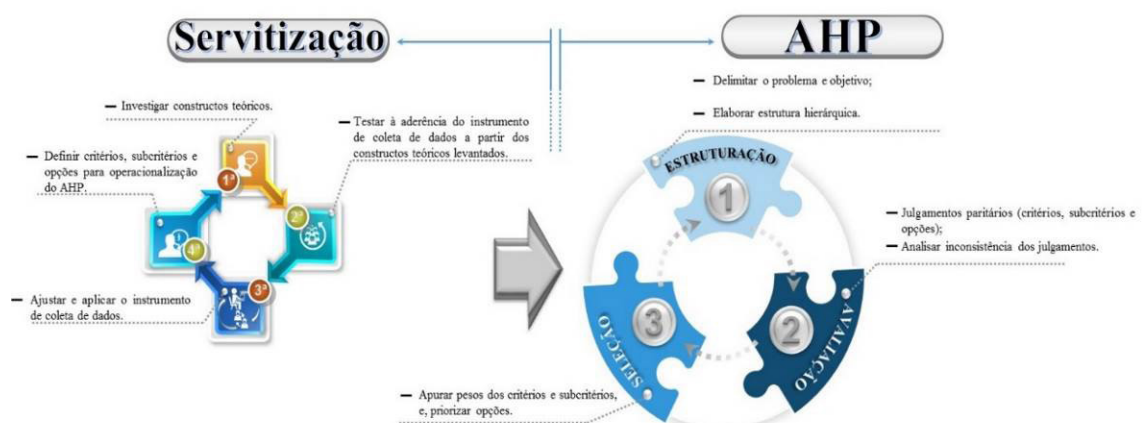 Servitização
AHP
— Investigar constructos teóricos.
— Testar à aderência do instrumento
de coleta de dados a partir dos
constructos teóricos levantados.
— Definir critérios, subcritérios e
opções para operacionalização
do AHP.
1ª
2ª
3ª
4ª
— Ajustar e aplicar o instrumento
de coleta de dados.
— Delimitar o problema e objetivo;
— Elaborar estrutura hierárquica.
ESTRUTURAÇÃO
1
— Julgamentos paritários (critérios, subcritérios e
opções);
— Analisar inconsistência dos julgamentos.
2
AVALIAÇÃO
3
SELEÇÃO
— Apurar pesos dos critérios e subcritérios,
e, priorizar opções.